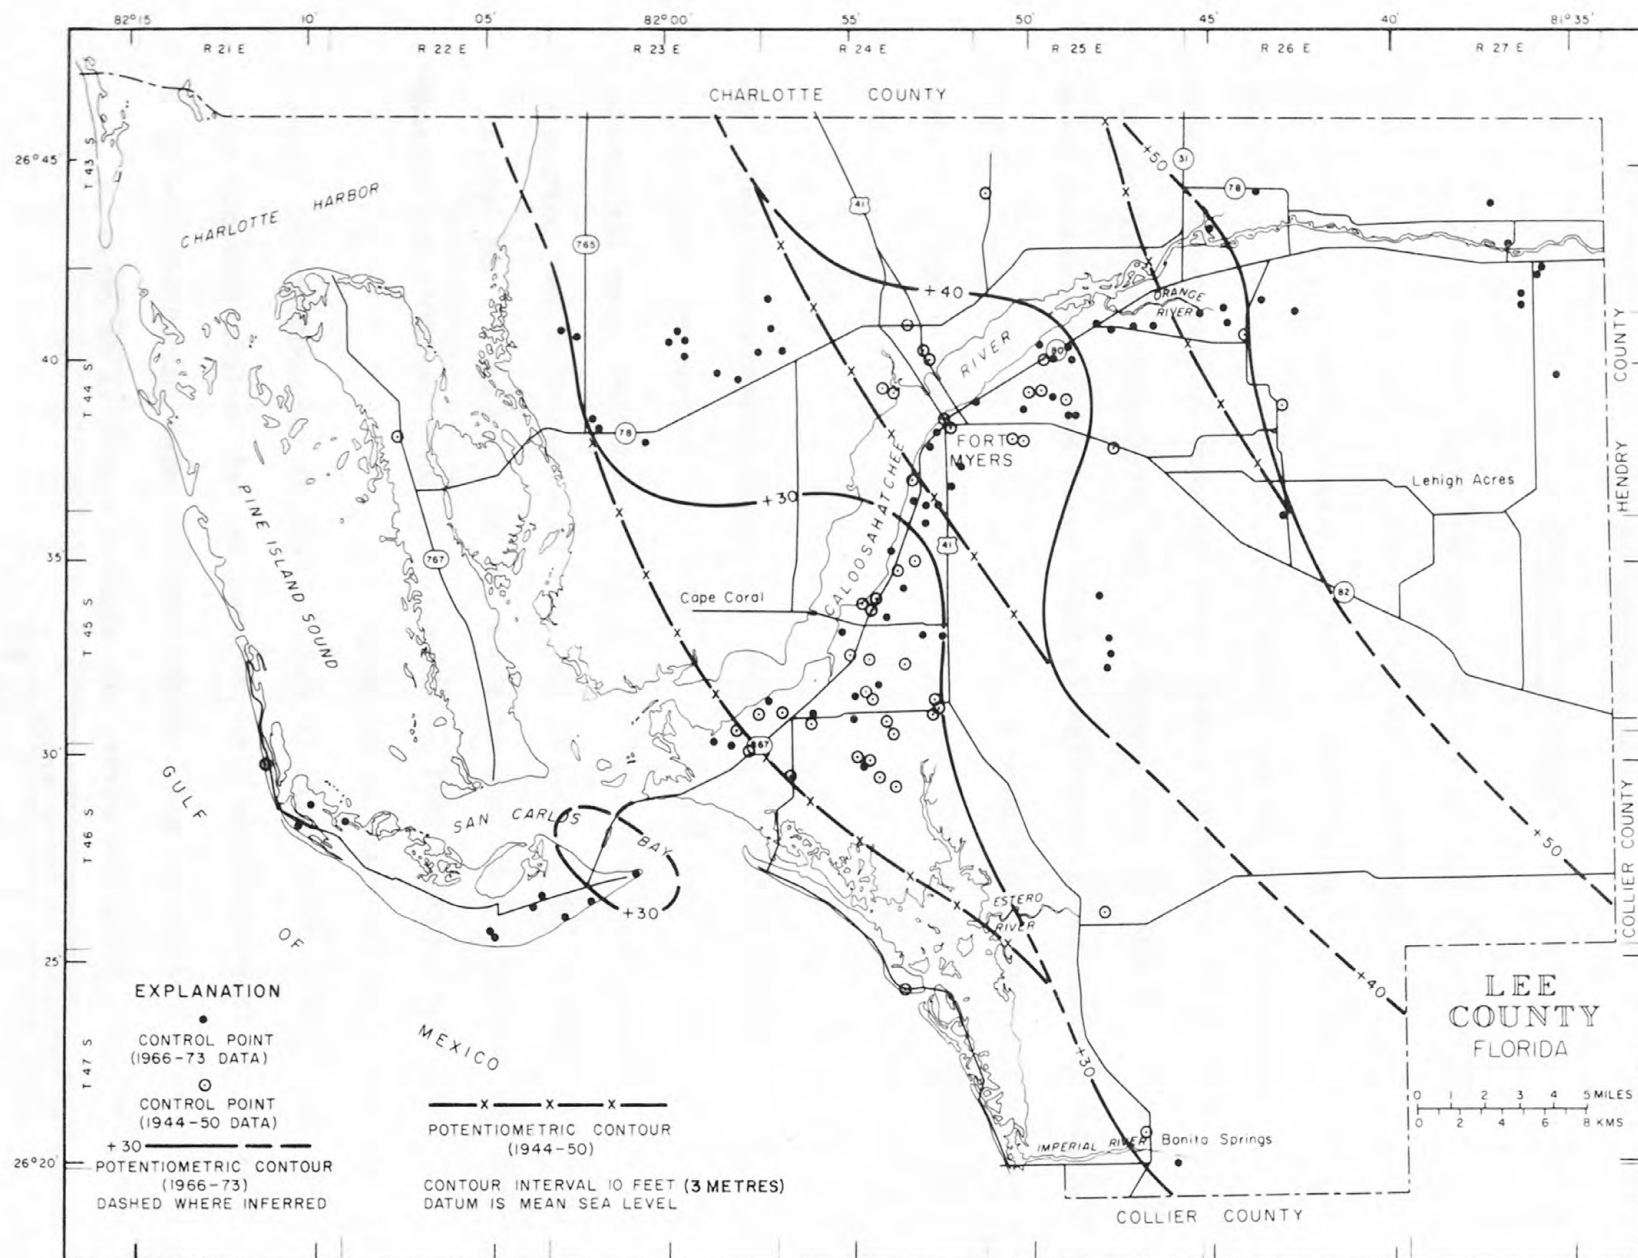 82°15' 10' 05' 82°00' 55' 50' 45' 40' 81°35'
R 21 E R 22 E R 23 E R 24 E R 25 E R 26 E R 27 E
CHARLOTTE COUNTY
26°45'
T 43 S
+50
31
78
CHARLOTTE HARBOR
41
765
+40
ORANGE
RIVER
COUNTY
40'
T 44 S
RIVER
80
78
FORT
MYERS
HENDRY
Lehigh Acres
PINE ISLAND SOUND
+30
CALOOSAHATCHEE
41
35'
767
82
Cape Coral
T 45 S
30'
867
GULF
SAN CARLOS
BAY
T 46 S
+50
COLLIER COUNTY
+30
ESTERO
RIVER
OF
25'
+40
LEE
COUNTY
FLORIDA
EXPLANATION
CONTROL POINT
(1966-73 DATA)
MEXICO
T 47 S
+30
CONTROL POINT
(1944-50 DATA)
0 1 2 3 4 5 MILES
0 2 4 6 8 KMS
+30
POTENTIOMETRIC CONTOUR
(1966-73)
DASHED WHERE INFERRED
X X X
POTENTIOMETRIC CONTOUR
(1944-50)
IMPERIAL RIVER
Bonita Springs
26°20'
CONTOUR INTERVAL 10 FEET (3 METRES)
DATUM IS MEAN SEA LEVEL
COLLIER COUNTY